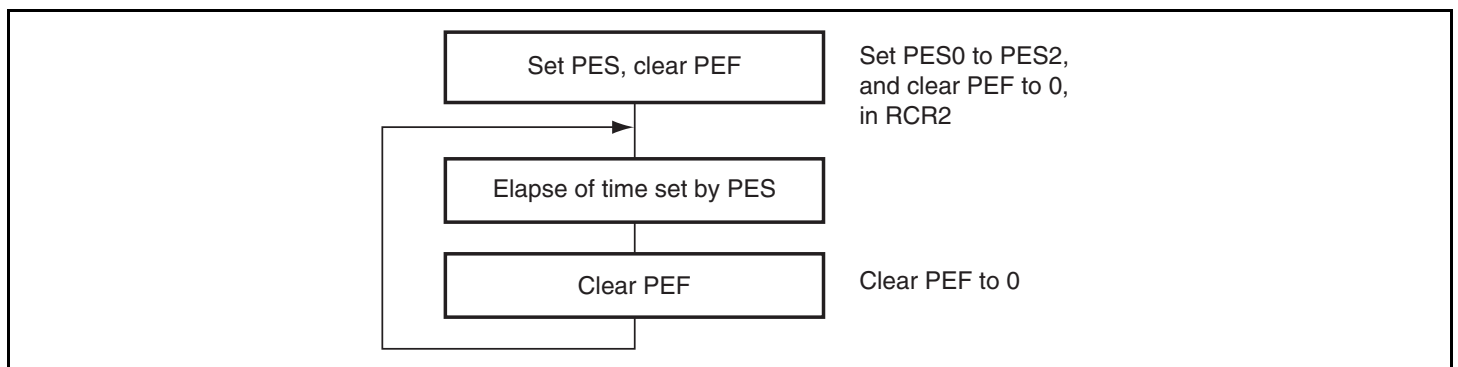 Set PES, clear PEF
Set PES0 to PES2,
and clear PEF to 0,
in RCR2
Elapse of time set by PES
Clear PEF
Clear PEF to 0